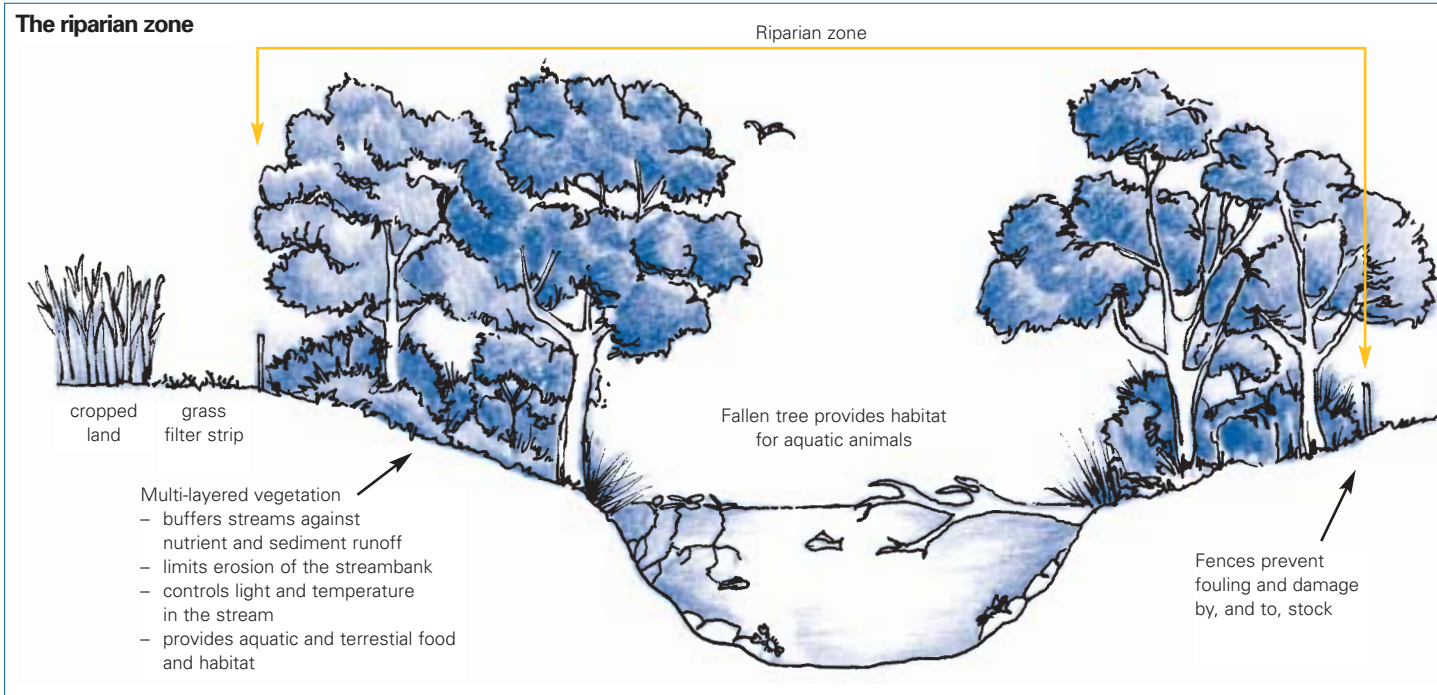 The riparian zone
Riparian zone
cropped
land
grass
filter strip
Fallen tree provides habitat
for aquatic animals
Multi-layered vegetation
– buffers streams against
nutrient and sediment runoff
– limits erosion of the streambank
– controls light and temperature
in the stream
– provides aquatic and terrestial food
and habitat
Fences prevent
fouling and damage
by, and to, stock